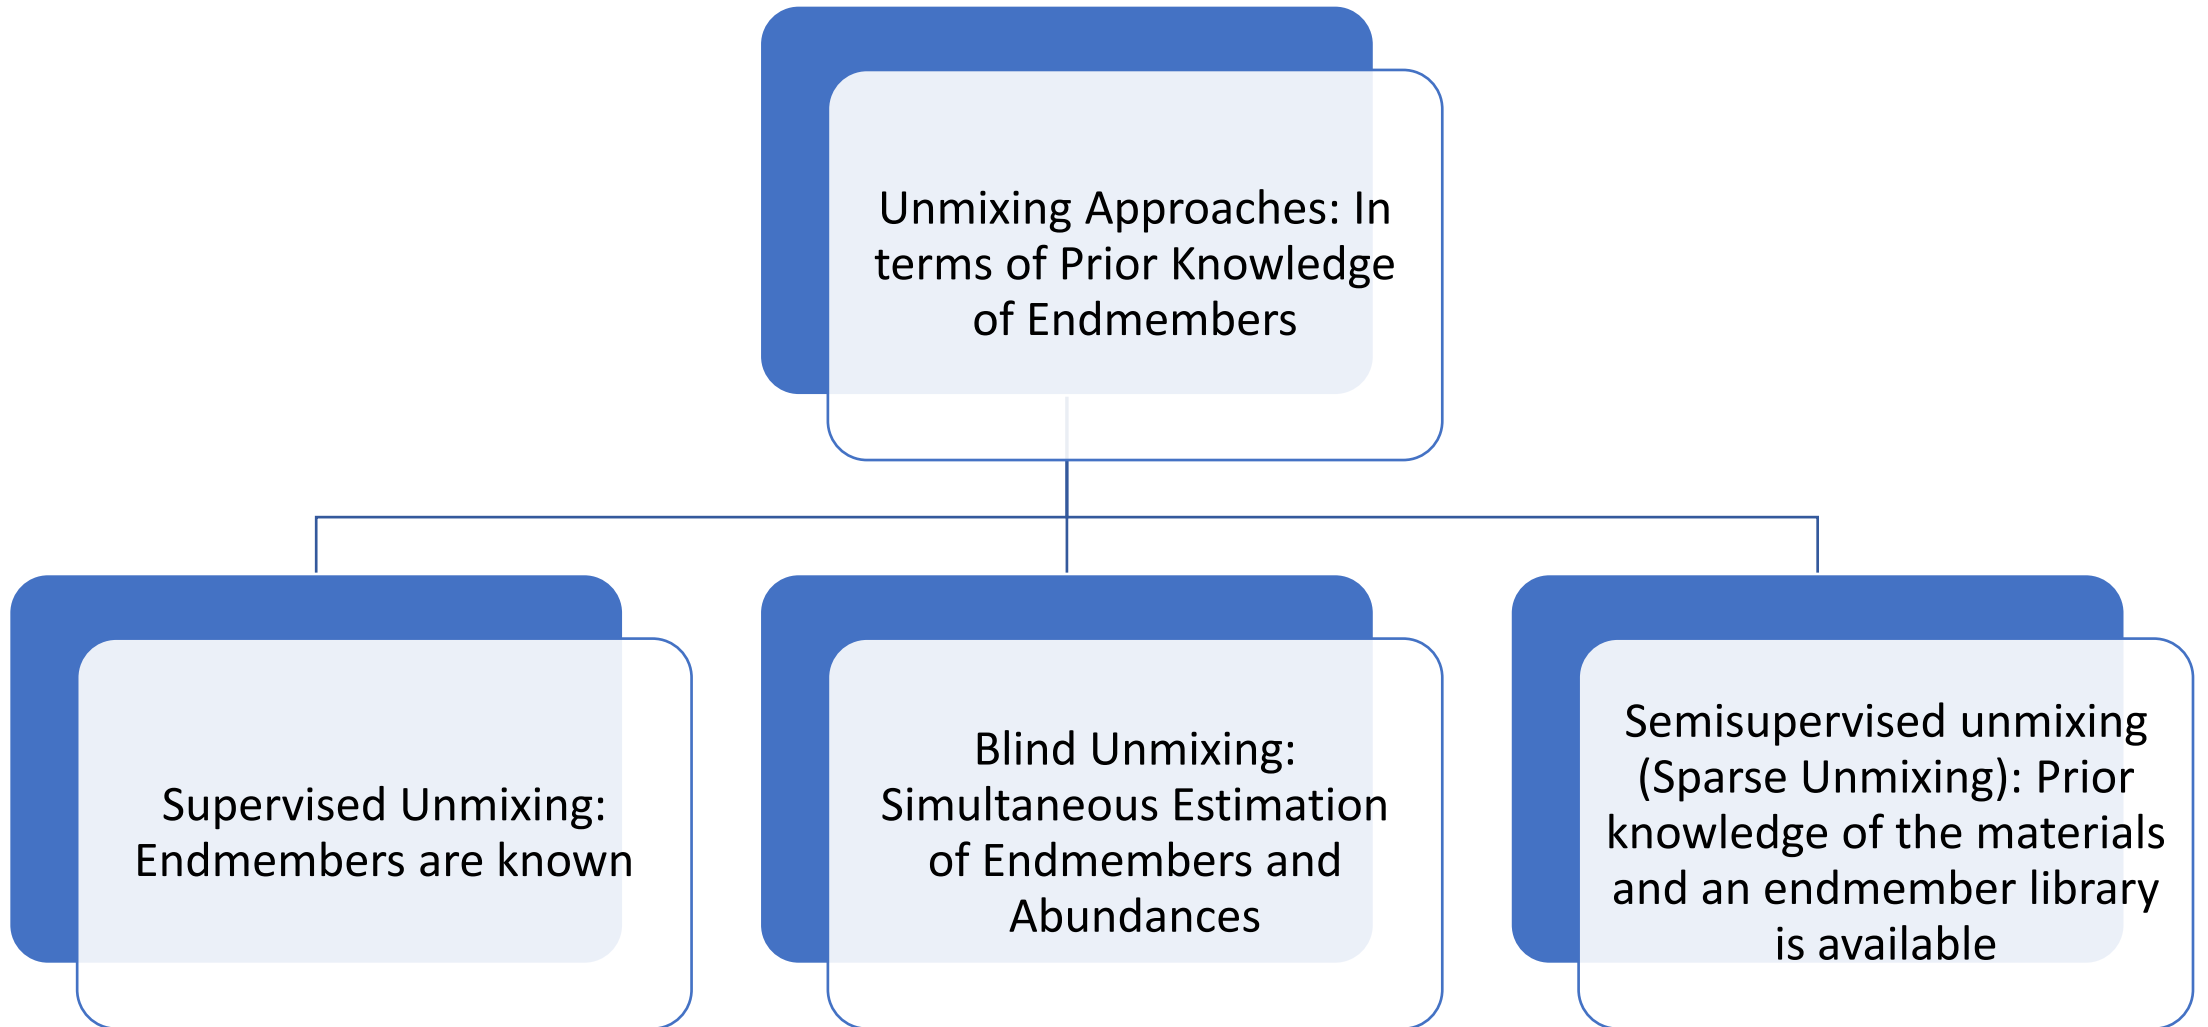 Unmixing Approaches: In
terms of Prior Knowledge
of Endmembers
Supervised Unmixing:
Endmembers are known
Blind Unmixing:
Simultaneous Estimation
of Endmembers and
Abundances
Semisupervised unmixing
(Sparse Unmixing): Prior
knowledge of the materials
and an endmember library
is available